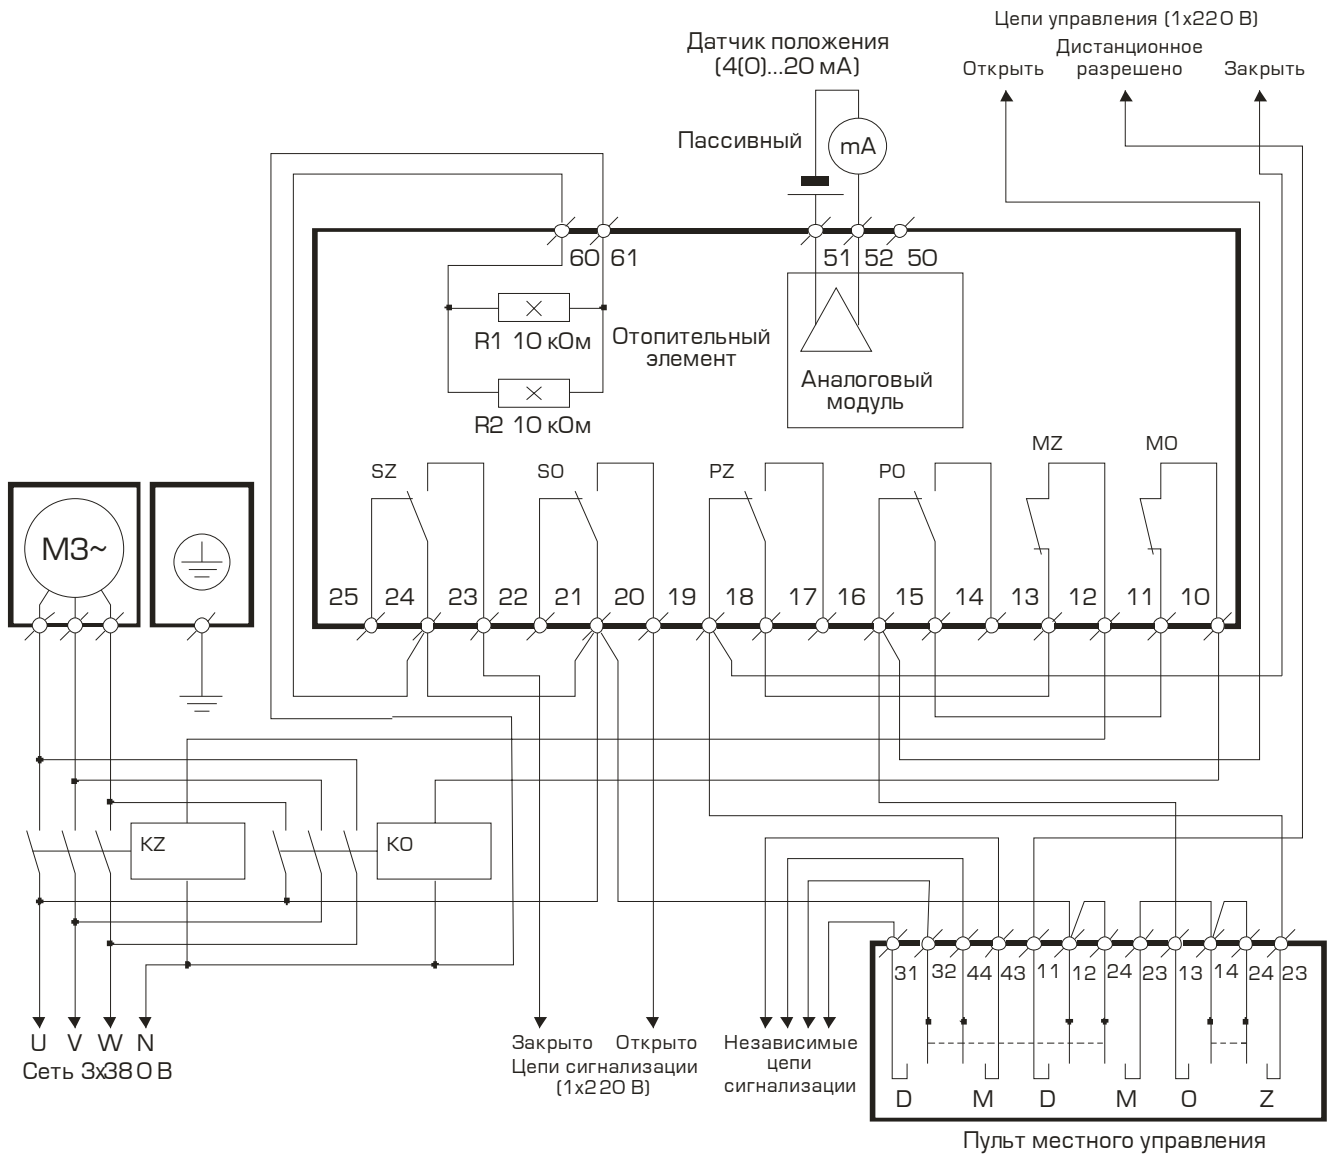 Цепи управления (1х220 В)
Датчик положения
(4(0)...20 мА)
Дистанционное
разрешено
Открыть
Закрыть
Пассивный
mA
60 61
51 52 50
R1 10 кОм
Отопительный
элемент
R2 10 кОм
Аналоговый
модуль
SZ
SO
PZ
PO
MZ
MO
М3~
25 24 23 22 21 20 19 18 17 16 15 14 13 12 11 10
KZ
KO
31 32 44 43 11 12 24 23 13 14 24 23
U V W N
Сеть 3х380 В
Закрыто
Открыто
Цепи сигнализации
(1х220 В)
Независимые
цепи
сигнализации
D M D M O Z
Пульт местного управления